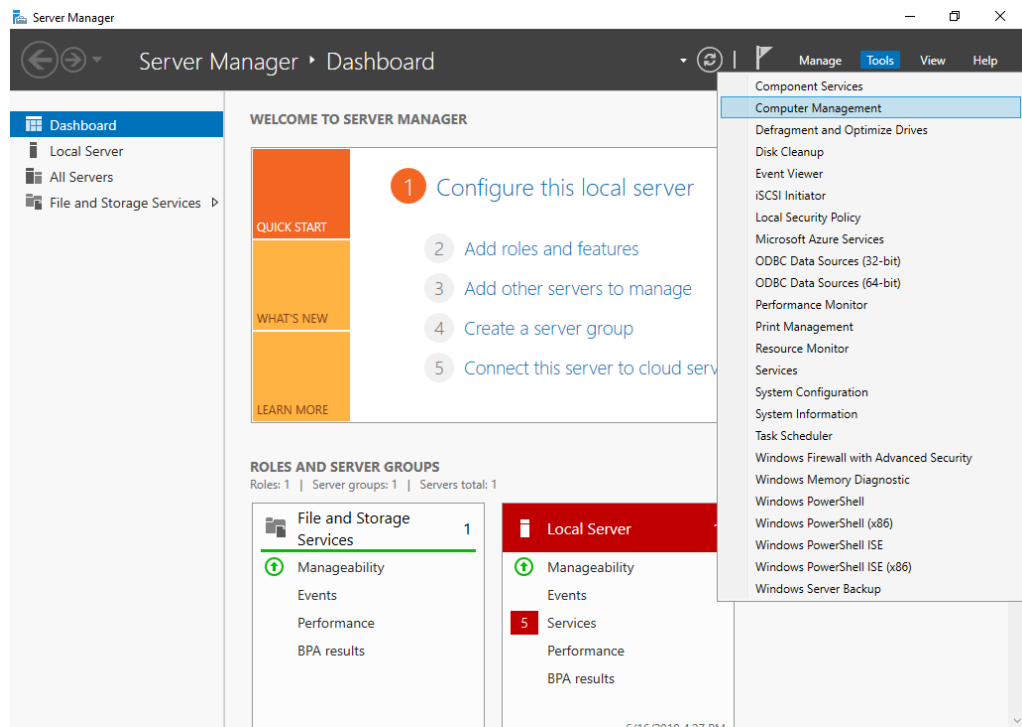 Server Manager
Server Manager ‣ Dashboard
Manage Tools View Help
Dashboard
Local Server
All Servers
File and Storage Services
WELCOME TO SERVER MANAGER
QUICK START
WHAT'S NEW
LEARN MORE
1 Configure this local server
2 Add roles and features
3 Add other servers to manage
4 Create a server group
5 Connect this server to cloud serv
ROLES AND SERVER GROUPS
Roles: 1 | Server groups: 1 | Servers total: 1
File and Storage
Services 1
Manageability
Events
Performance
BPA results
Local Server
Manageability
Events
5 Services
Performance
BPA results
Component Services
Computer Management
Defragment and Optimize Drives
Disk Cleanup
Event Viewer
iSCSI Initiator
Local Security Policy
Microsoft Azure Services
ODBC Data Sources (32-bit)
ODBC Data Sources (64-bit)
Performance Monitor
Print Management
Resource Monitor
Services
System Configuration
System Information
Task Scheduler
Windows Firewall with Advanced Security
Windows Memory Diagnostic
Windows PowerShell
Windows PowerShell (x86)
Windows PowerShell ISE
Windows PowerShell ISE (x86)
Windows Server Backup